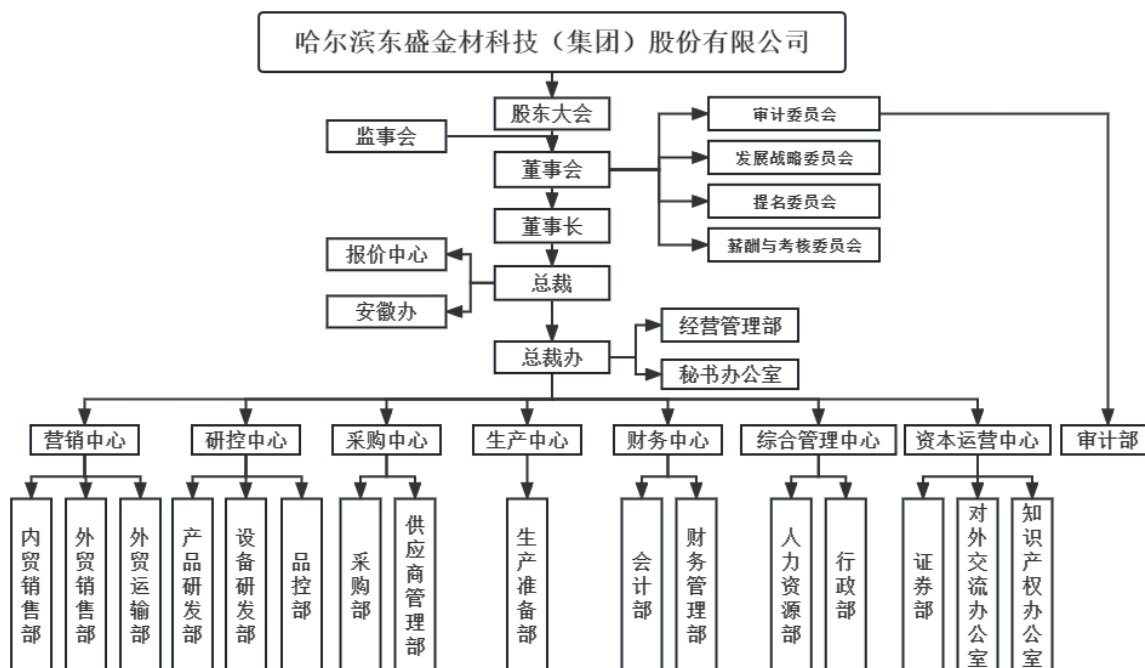 哈尔滨东盛金材科技（集团）股份有限公司
股东大会
监事会
董事会
审计委员会
发展战略委员会
提名委员会
薪酬与考核委员会
董事长
报价中心
总裁
安徽办
总裁办
经营管理部
秘书办公室
营销中心
研控中心
采购中心
生产中心
财务中心
综合管理中心
资本运营中心
审计部
内贸销售部
外贸销售部
外贸运输部
产品研发部
设备研发部
品控部
采购部
供应商管理部
生产准备部
会计部
财务管理部
人力资源部
行政部
证券部
对外交流办公室
知识产权办公室